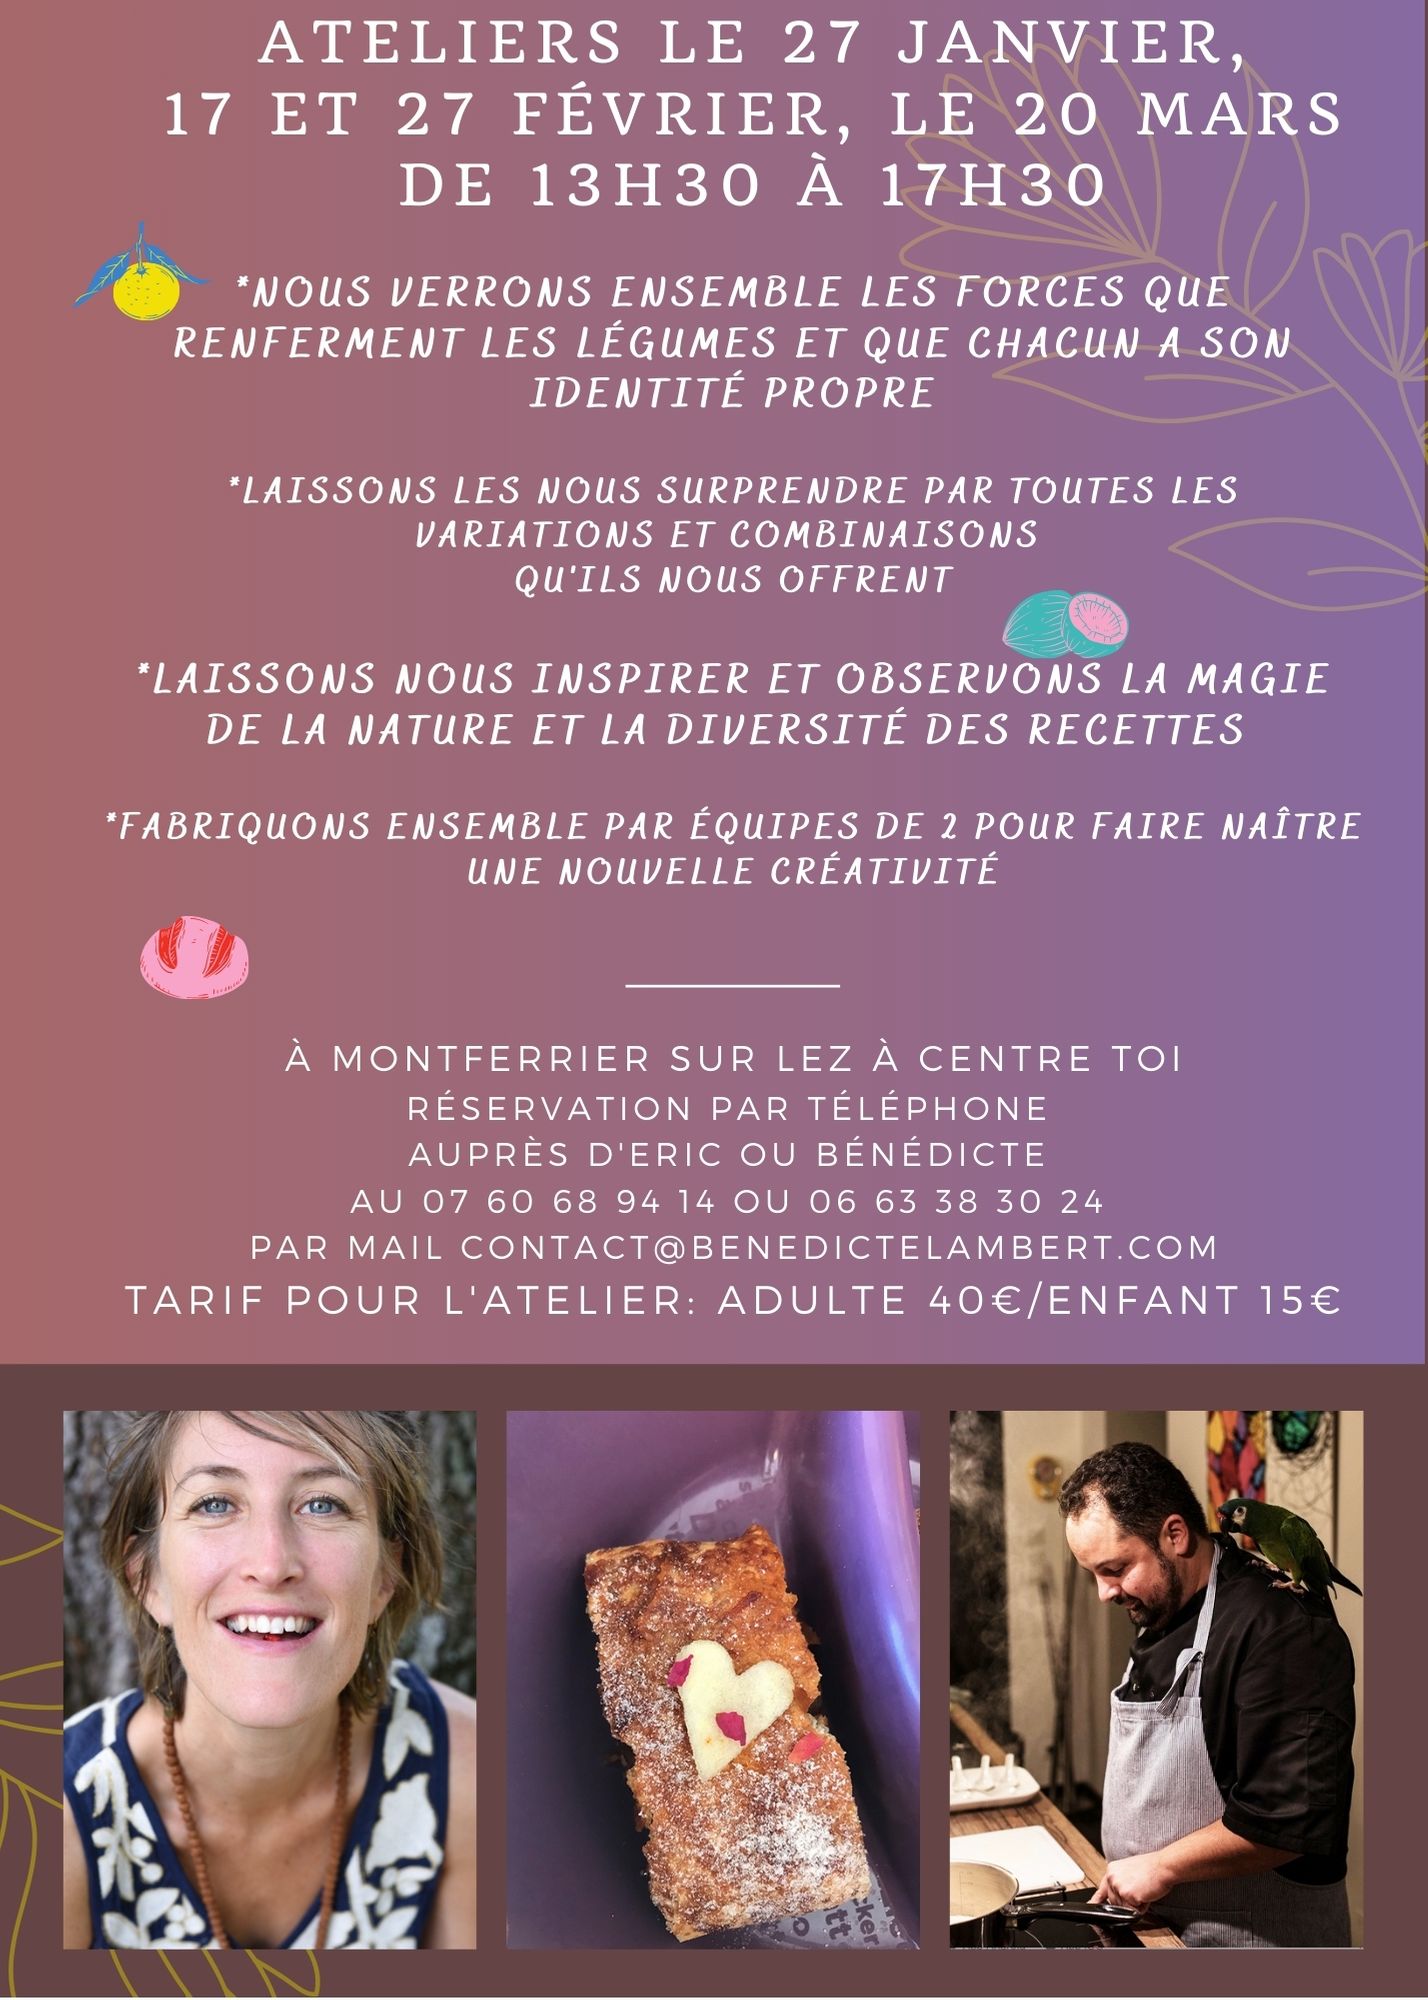 ATELIERS LE 27 JANVIER,
17 ET 27 FÉVRIER, LE 20 MARS
DE 13H30 À 17H30
*NOUS VERRONS ENSEMBLE LES FORCES QUE
RENFERMENT LES LÉGUMES ET QUE CHACUN A SON
IDENTITÉ PROPRE
*LAISSONS LES NOUS SURPRENDRE PAR TOUTES LES
VARIATIONS ET COMBINAISONS
QU'ILS NOUS OFFRENT
*LAISSONS NOUS INSPIRER ET OBSERVONS LA MAGIE
DE LA NATURE ET LA DIVERSITÉ DES RECETTES
*FABRIQUONS ENSEMBLE PAR ÉQUIPES DE 2 POUR FAIRE NAÎTRE
UNE NOUVELLE CRÉATIVITÉ
À MONTFERRIER SUR LEZ À CENTRE TOI
RÉSERVATION PAR TÉLÉPHONE
AUPRÈS D'ERIC OU BÉNÉDICTE
AU 07 60 68 94 14 OU 06 63 38 30 24
PAR MAIL CONTACT@BENEDICTELAMBERT.COM
TARIF POUR L'ATELIER: ADULTE 40€/ENFANT 15€